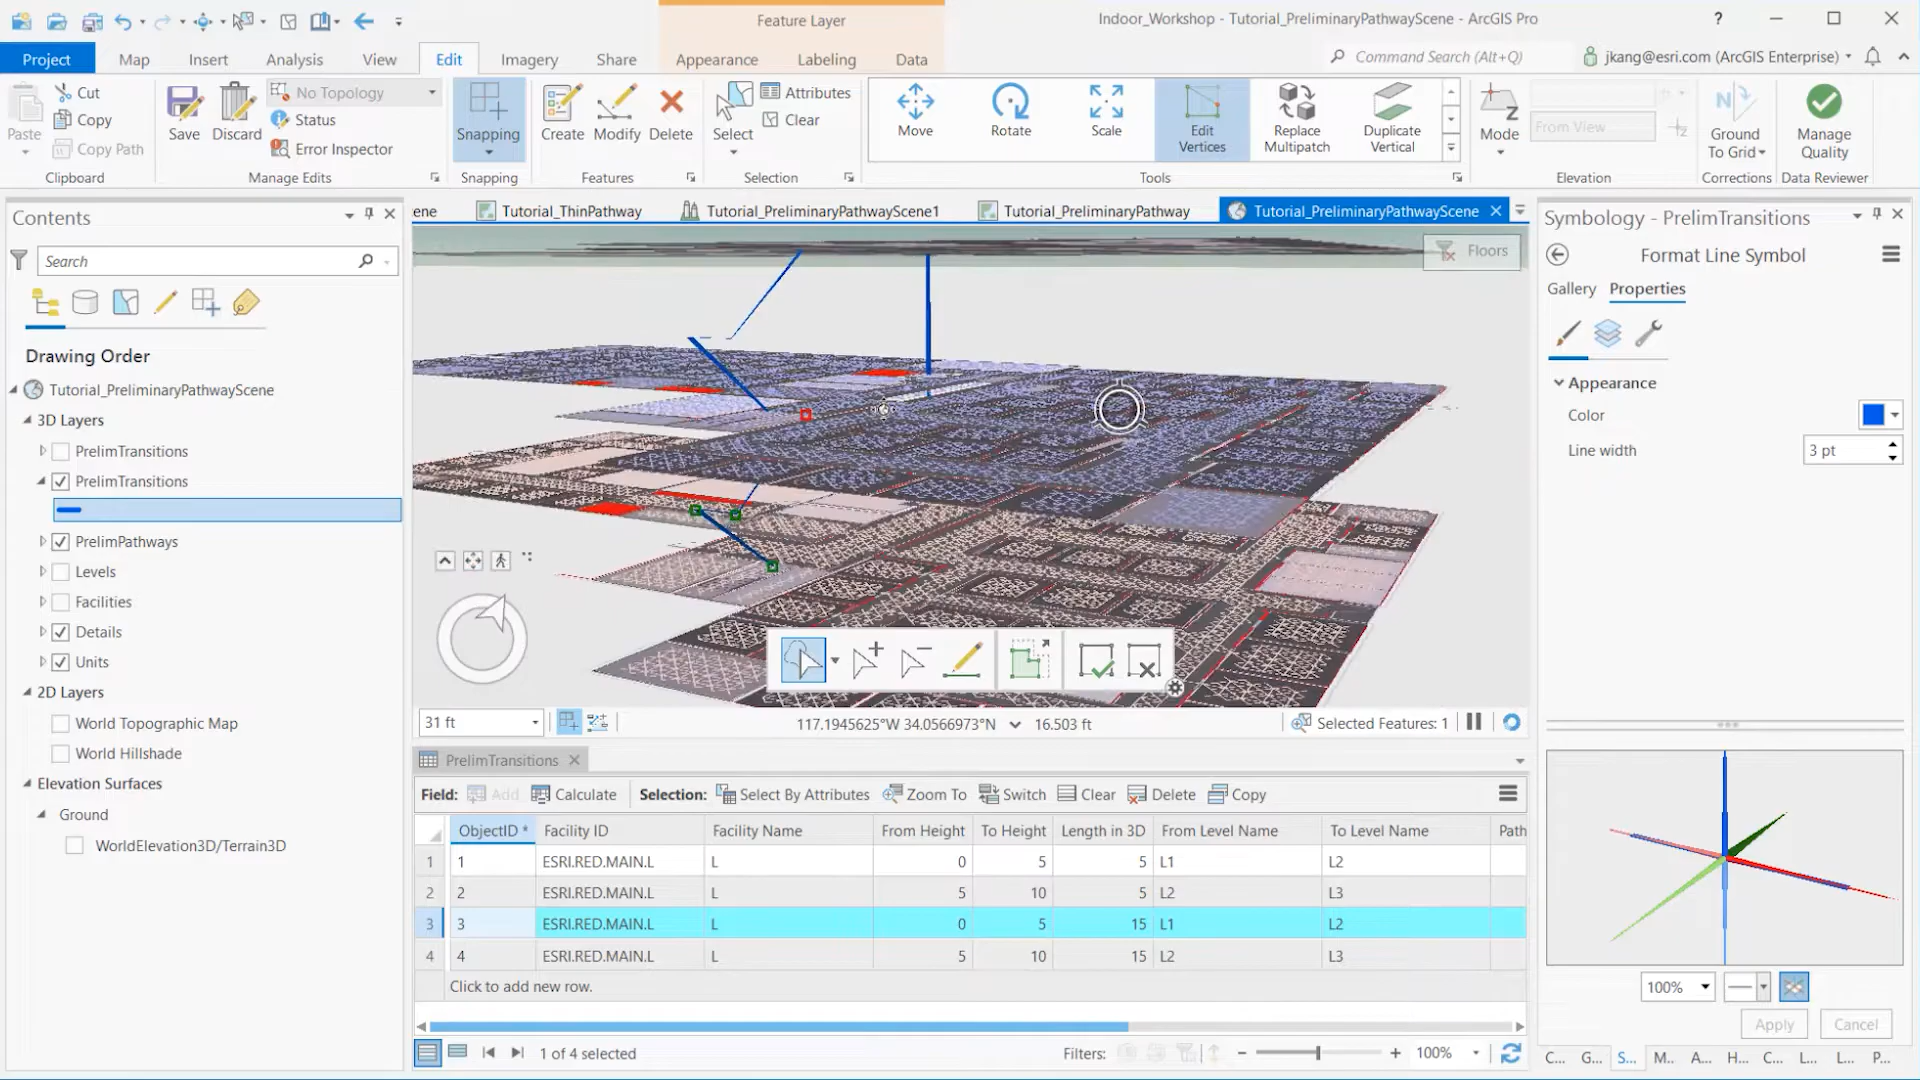 Feature Layer
Indoor_Workshop - Tutorial_PreliminaryPathwayScene - ArcGIS Pro
?
Project
Map
Insert
Analysis
View
Edit
Imagery
Share
Appearance
Labeling
Data
Command Search (Alt+Q)
jkang@esri.com (ArcGIS Enterprise)
Paste
Cut
Copy
Copy Path
Clipboard
Save
Discard
No Topology
Status
Error Inspector
Manage Edits
Snapping
Snapping
Create
Modify
Delete
Features
Select
Attributes
Clear
Selection
Move
Rotate
Scale
Edit
Vertices
Replace
Multipatch
Duplicate
Vertical
Tools
Mode
From View...
Elevation
Ground
To Grid
Corrections
Manage
Quality
Data Reviewer
Contents
Search
Drawing Order
Tutorial_PreliminaryPathwayScene
3D Layers
PrelimTransitions
PrelimTransitions
PrelimPathways
Levels
Facilities
Details
Units
2D Layers
World Topographic Map
World Hillshade
Elevation Surfaces
Ground
WorldElevation3D/Terrain3D
ene
Tutorial_ThinPathway
Tutorial_PreliminaryPathwayScene1
Tutorial_PreliminaryPathway
Tutorial_PreliminaryPathwayScene
Floors
31 ft
117.1945625°W 34.0566973°N
16.503 ft
Selected Features: 1
PrelimTransitions
Field:
Add
Calculate
Selection:
Select By Attributes
Zoom To
Switch
Clear
Delete
Copy
ObjectID * Facility ID Facility Name From Height To Height Length in 3D From Level Name To Level Name Path
1 1 ESRI.RED.MAIN.L L 0 5 5 L1 L2
2 2 ESRI.RED.MAIN.L L 5 10 5 L2 L3
3 3 ESRI.RED.MAIN.L L 0 5 15 L1 L2
4 4 ESRI.RED.MAIN.L L 5 10 15 L2 L3
Click to add new row.
1 of 4 selected
Filters:
100%
Symbology - PrelimTransitions
Format Line Symbol
Gallery
Properties
Appearance
Color
Line width
3 pt
100%
Apply
Cancel
C... G... S... M... A... H... C... L... L... P...